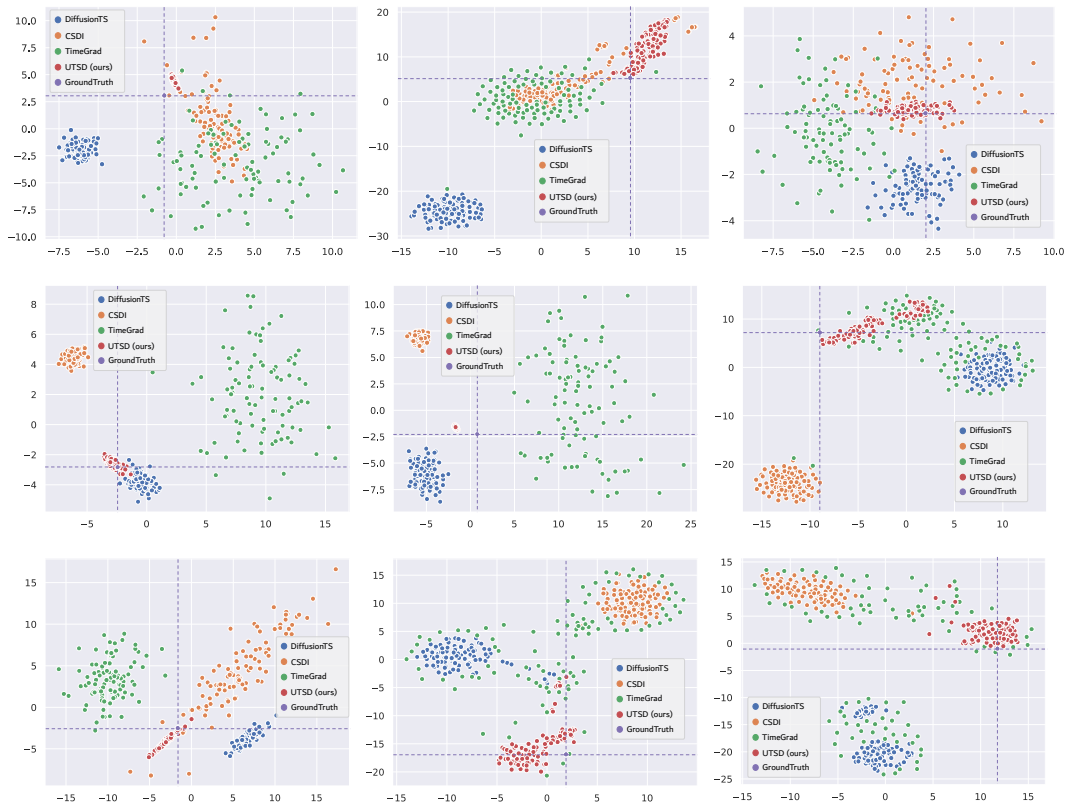 10.0
7.5
5.0
2.5
0.0
−2.5
−5.0
−7.5
−10.0
−7.5 −5.0 −2.5 0.0 2.5 5.0 7.5 10.0
DiffusionTS
CSDI
TimeGrad
UTSD (ours)
GroundTruth
20
10
0
−10
−20
−30
−15 −10 −5 0 5 10 15
DiffusionTS
CSDI
TimeGrad
UTSD (ours)
GroundTruth
4
2
0
−2
−4
−7.5 −5.0 −2.5 0.0 2.5 5.0 7.5 10.0
DiffusionTS
CSDI
TimeGrad
UTSD (ours)
GroundTruth
8
6
4
2
0
−2
−4
−5 0 5 10 15
DiffusionTS
CSDI
TimeGrad
UTSD (ours)
GroundTruth
10.0
7.5
5.0
2.5
0.0
−2.5
−5.0
−7.5
−5 0 5 10 15 20 25
DiffusionTS
CSDI
TimeGrad
UTSD (ours)
GroundTruth
10
0
−10
−20
−15 −10 −5 0 5 10
DiffusionTS
CSDI
TimeGrad
UTSD (ours)
GroundTruth
15
10
5
0
−5
−15 −10 −5 0 5 10 15
DiffusionTS
CSDI
TimeGrad
UTSD (ours)
GroundTruth
15
10
5
0
−5
−10
−15
−20
−15 −10 −5 0 5 10
DiffusionTS
CSDI
TimeGrad
UTSD (ours)
GroundTruth
15
10
5
0
−5
−10
−15
−20
−25
−15 −10 −5 0 5 10 15
DiffusionTS
CSDI
TimeGrad
UTSD (ours)
GroundTruth